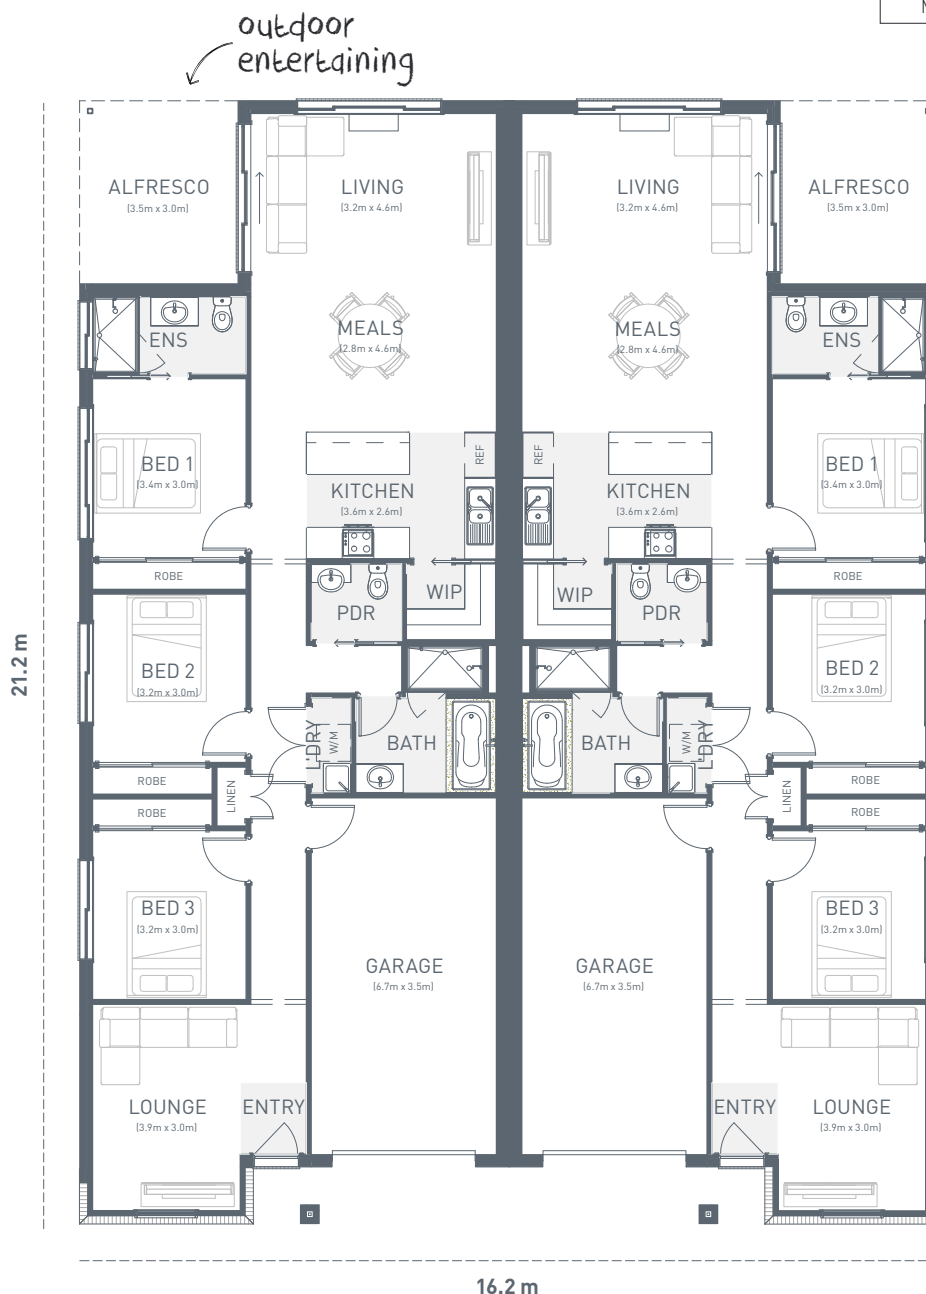 outdoor
entertaining
ALFRESCO
(3.5m x 3.0m)
LIVING
(3.2m x 4.6m)
LIVING
(3.2m x 4.6m)
ALFRESCO
(3.5m x 3.0m)
ENS
MEALS
(2.8m x 4.6m)
MEALS
(2.8m x 4.6m)
ENS
BED 1
(3.4m x 3.0m)
KITCHEN
(3.6m x 2.6m)
REF
REF
KITCHEN
(3.6m x 2.6m)
BED 1
(3.4m x 3.0m)
ROBE
PDR
WIP
WIP
PDR
ROBE
BED 2
(3.2m x 3.0m)
BED 2
(3.2m x 3.0m)
21.2 m
L'DRY
W/M
BATH
BATH
W/M
L'DRY
ROBE
LINEN
LINEN
ROBE
ROBE
ROBE
BED 3
(3.2m x 3.0m)
BED 3
(3.2m x 3.0m)
GARAGE
(6.7m x 3.5m)
GARAGE
(6.7m x 3.5m)
LOUNGE
(3.9m x 3.0m)
ENTRY
ENTRY
LOUNGE
(3.9m x 3.0m)
16.2 m